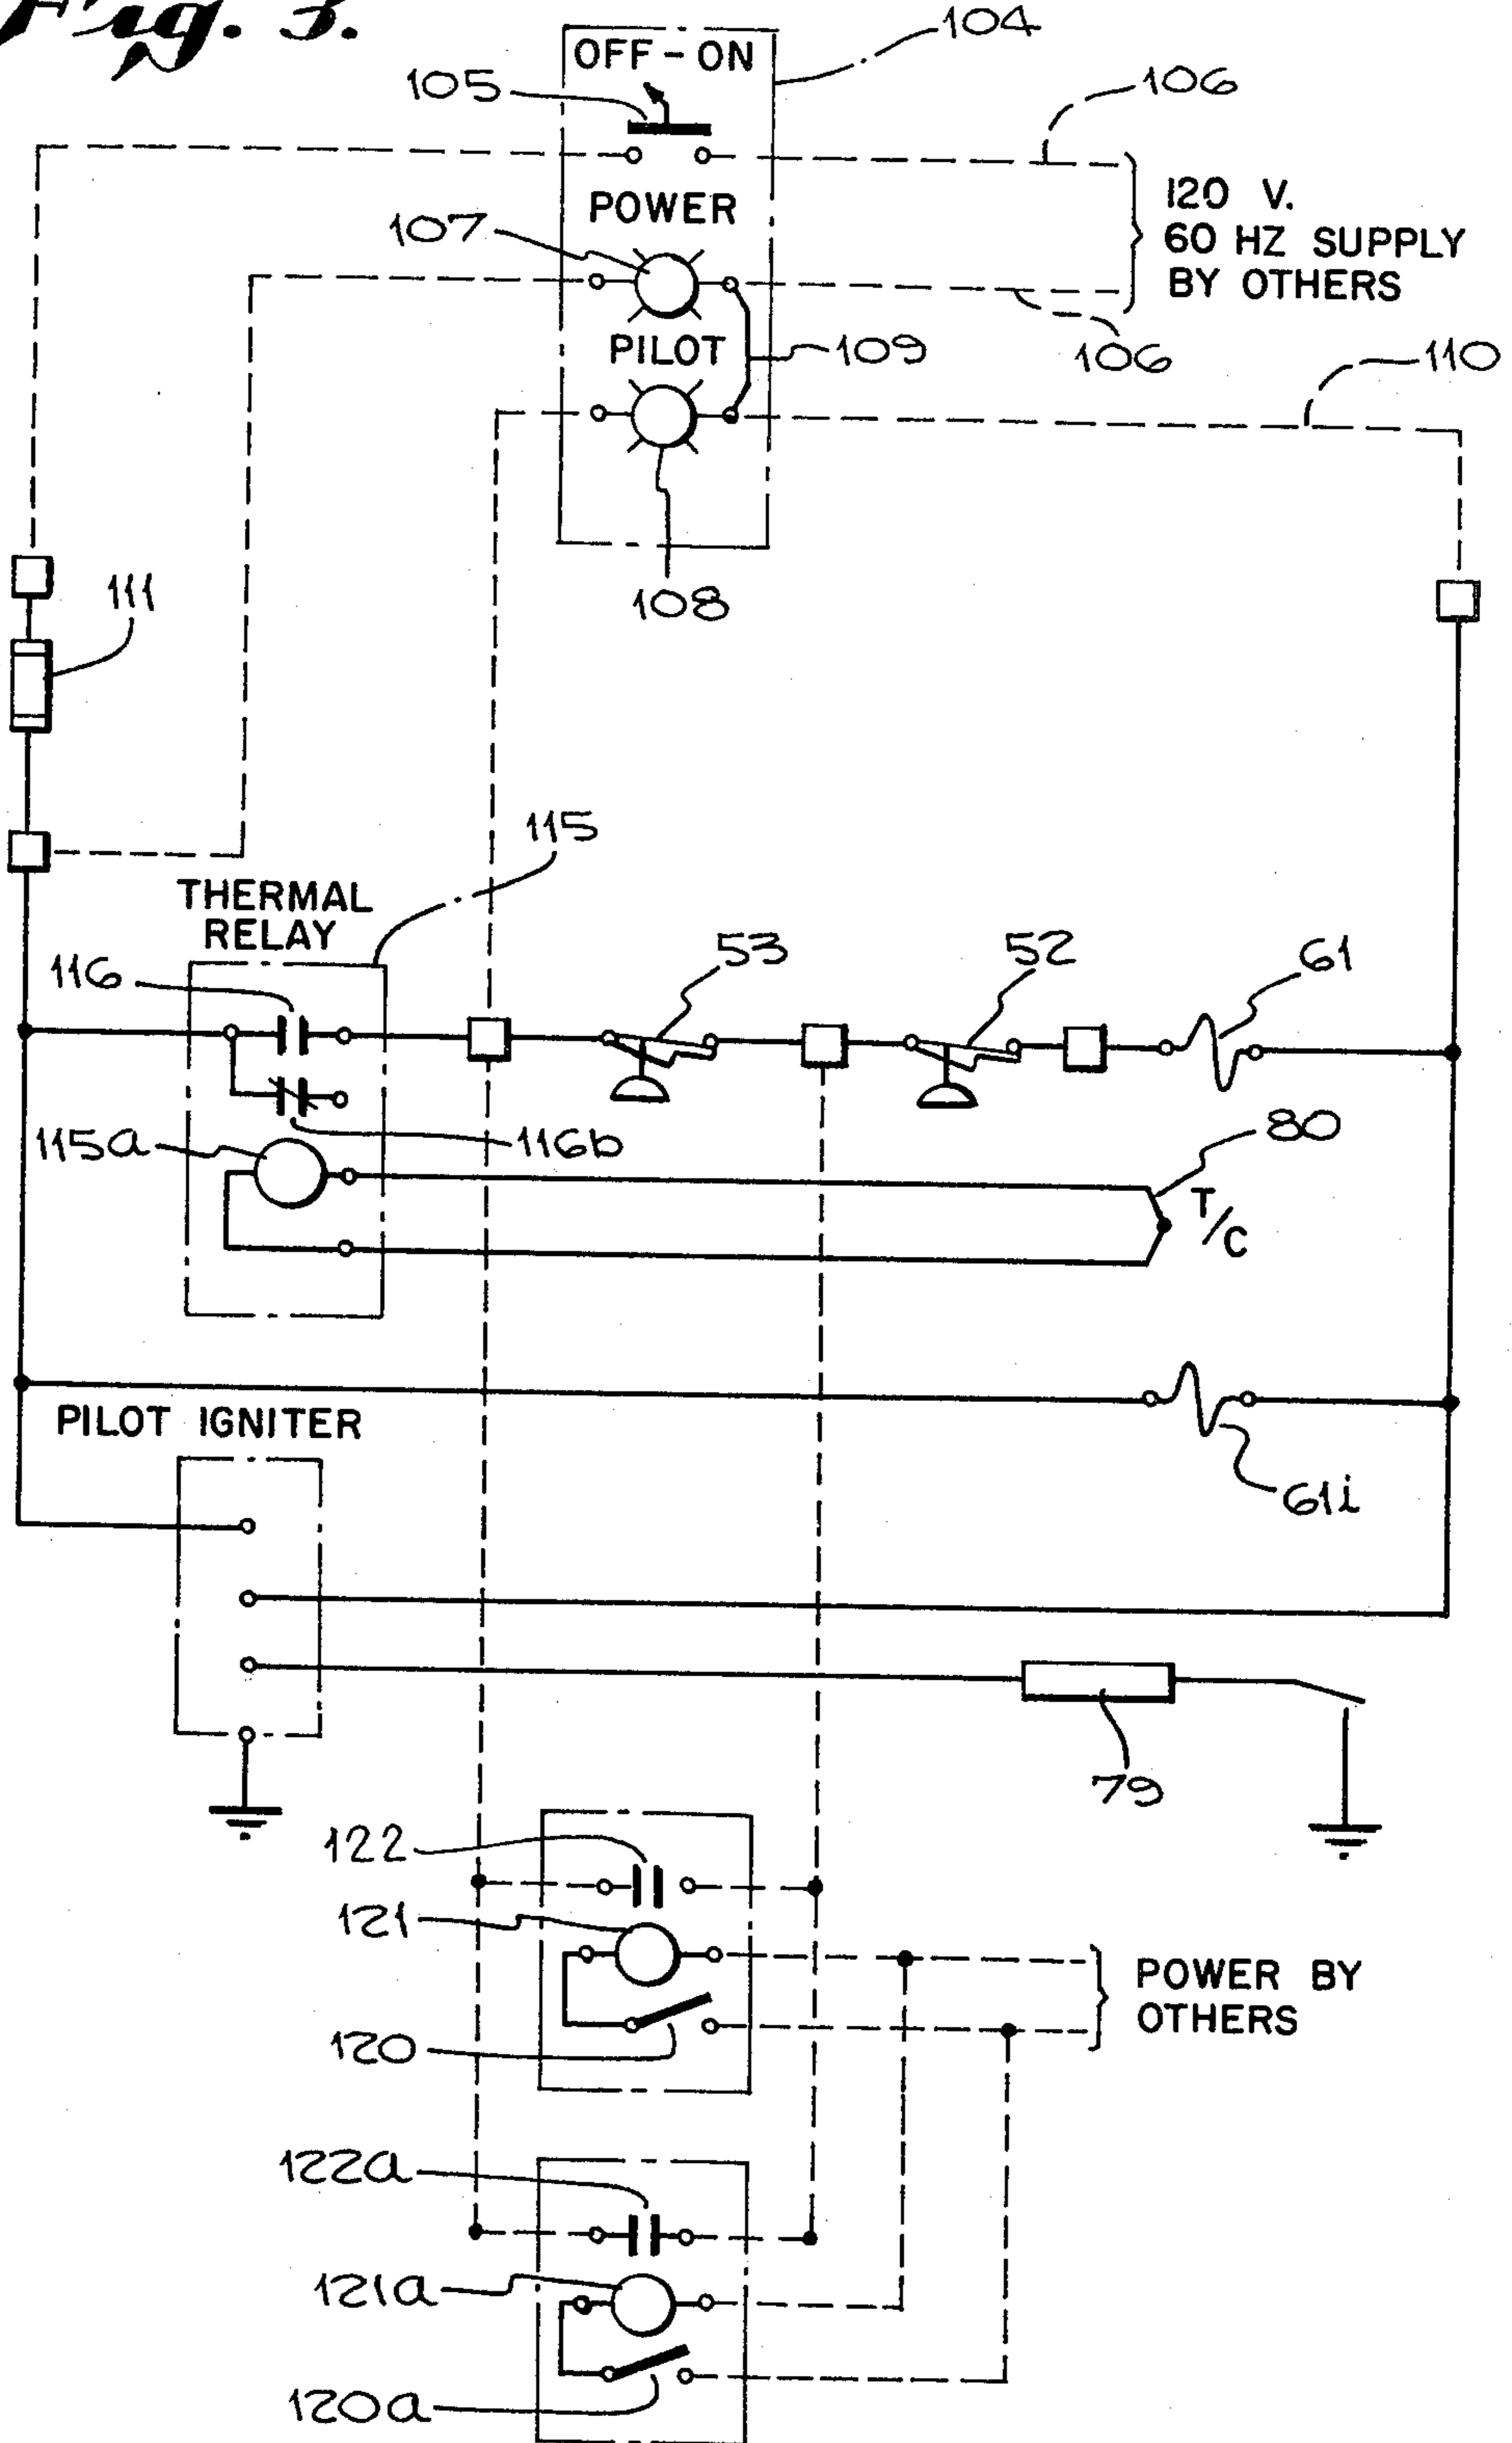 Fig. 3.
104
OFF-ON
105
106
120 V.
60 HZ SUPPLY
BY OTHERS
POWER
107
106
PILOT
109
110
108
111
115
THERMAL
RELAY
116
53
52
61
115a
116b
80
T/C
PILOT IGNITER
61i
79
122
121
120
POWER BY
OTHERS
122a
121a
120a